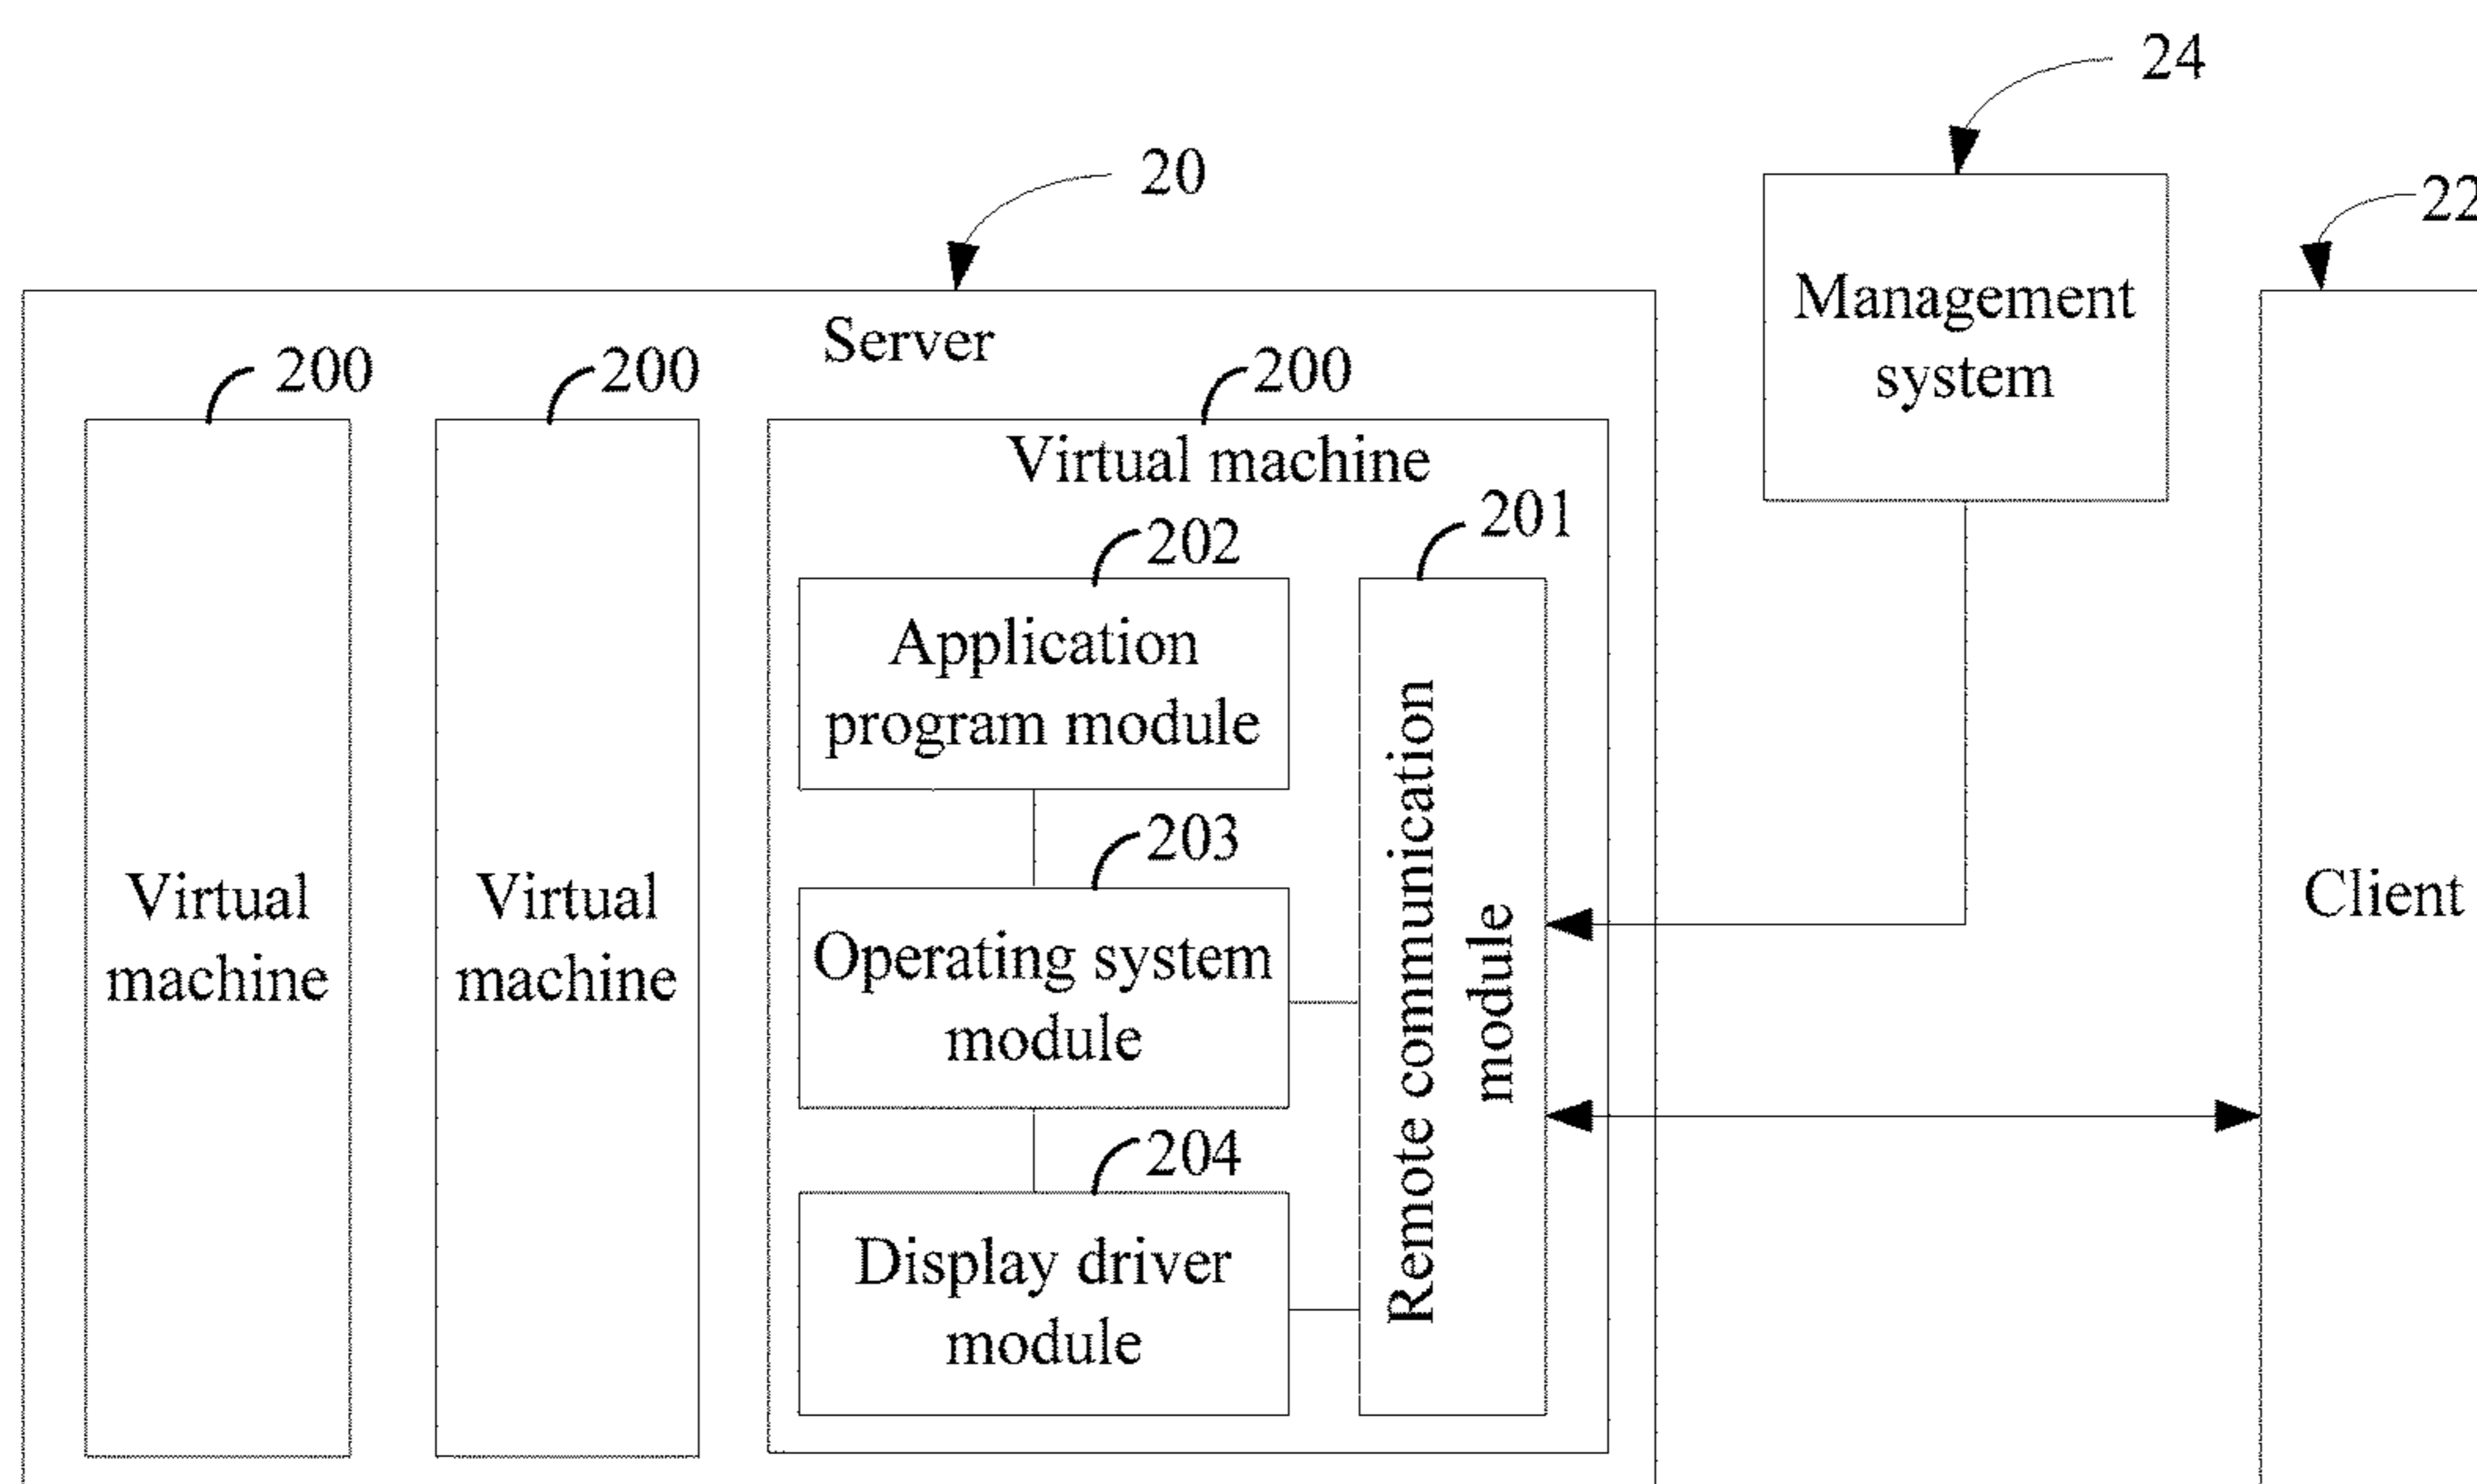 24
20
22
Management
system
Server
200
200
200
Virtual machine
202
201
Application
program module
203
Virtual
machine
Virtual
machine
Operating system
module
Remote communication
module
Client
204
Display driver
module